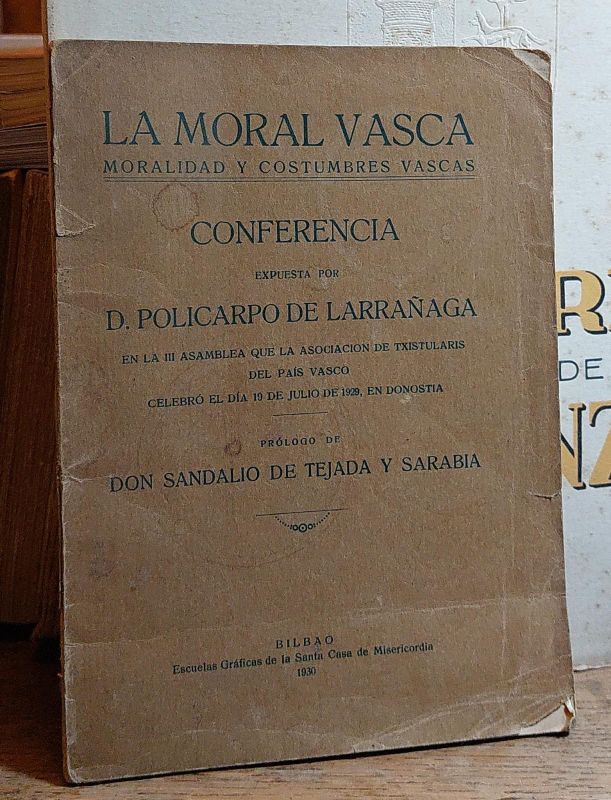 LA MORAL VASCA
MORALIDAD Y COSTUMBRES VASCAS
CONFERENCIA
EXPUESTA POR
D. POLICARPO DE LARRAÑAGA
EN LA III ASAMBLEA QUE LA ASOCIACION DE TXISTULARIS
DEL PAÍS VASCO
CELEBRÓ EL DÍA 19 DE JULIO DE 1929, EN DONOSTIA
PRÓLOGO DE
DON SANDALIO DE TEJADA Y SARABIA
BILBAO
Escuelas Gráficas de la Santa Casa de Misericordia
1930
DE